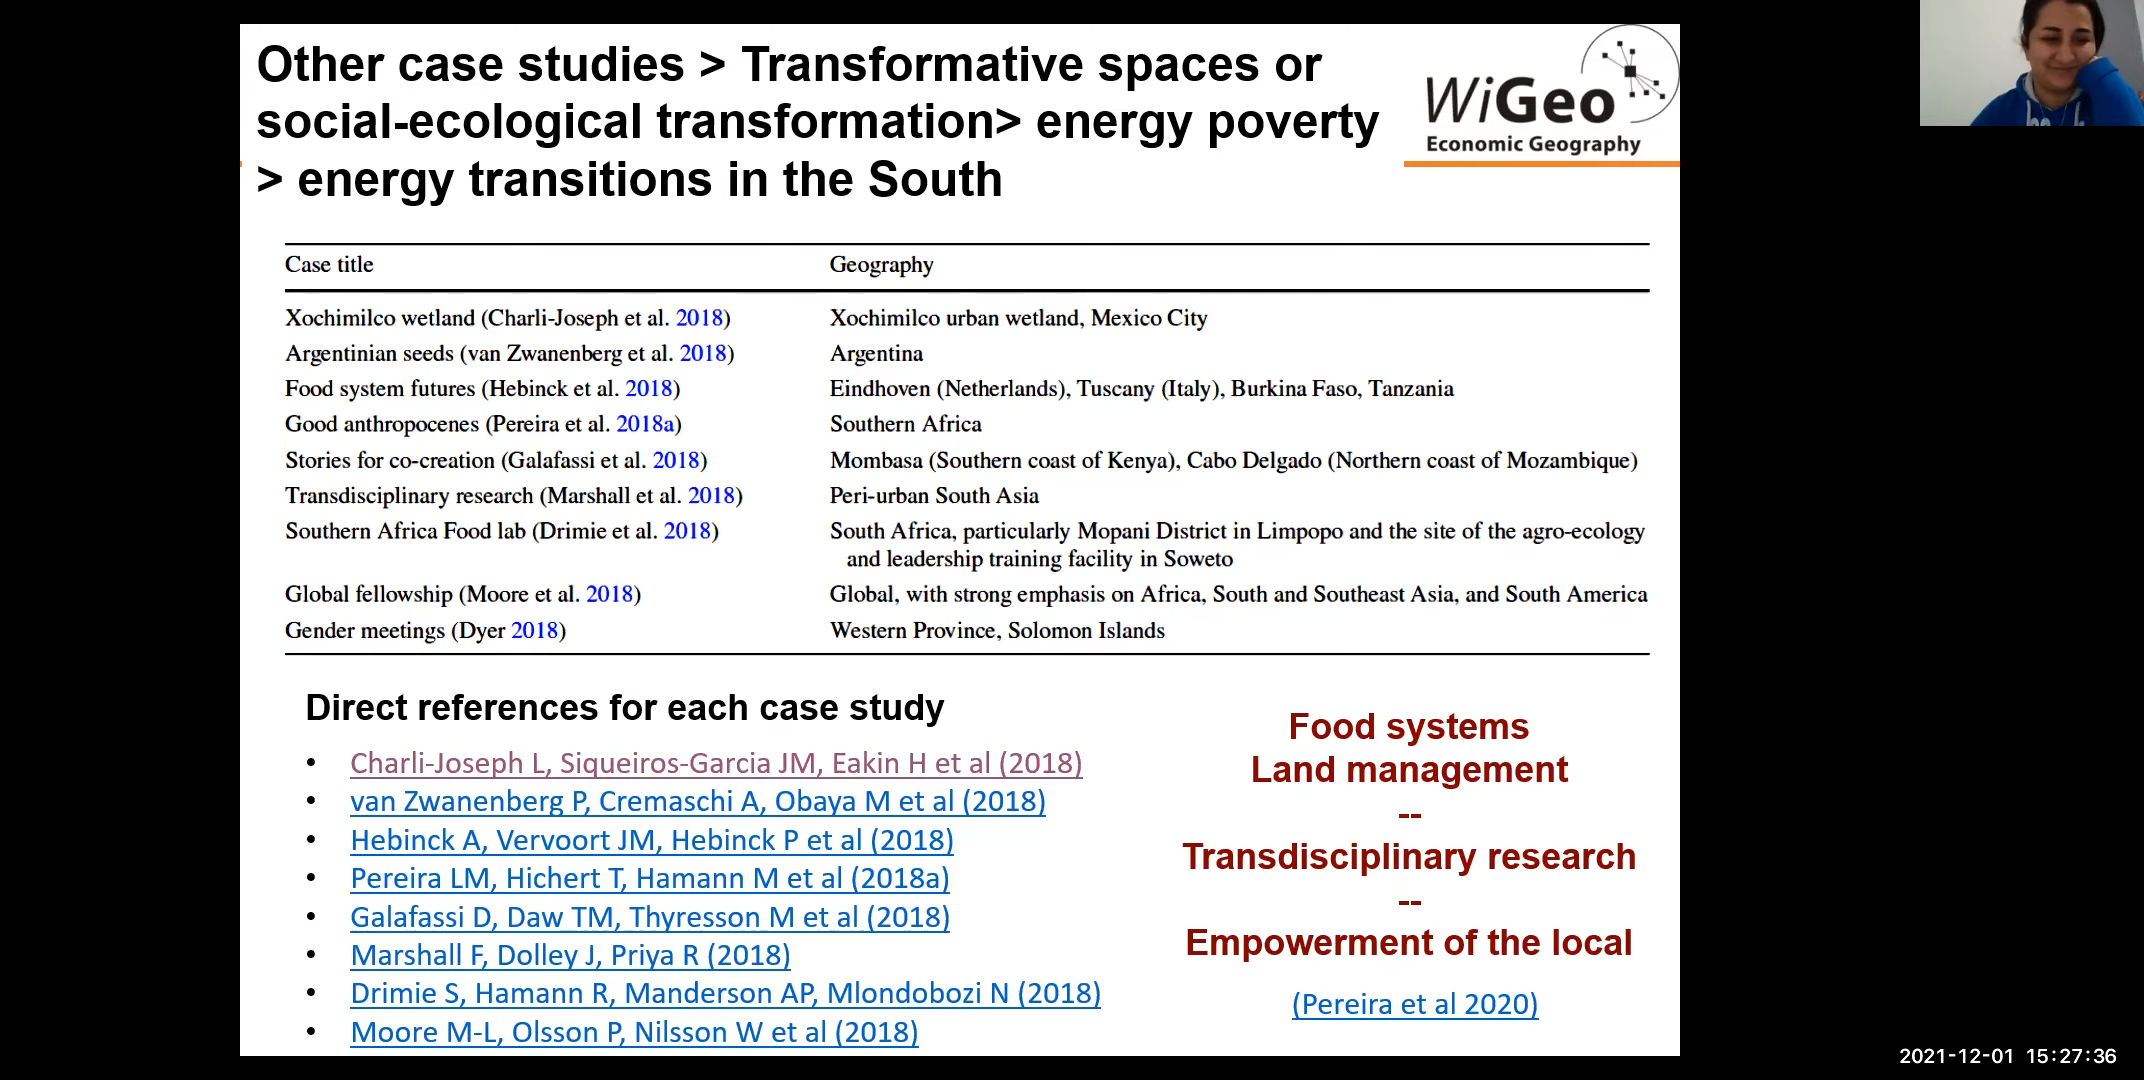 Other case studies > Transformative spaces or
social-ecological transformation> energy poverty
> energy transitions in the South
WiGeo
Economic Geography
Case title Geography
Xochimilco wetland (Charli-Joseph et al. 2018) Xochimilco urban wetland, Mexico City
Argentinian seeds (van Zwanenberg et al. 2018) Argentina
Food system futures (Hebinck et al. 2018) Eindhoven (Netherlands), Tuscany (Italy), Burkina Faso, Tanzania
Good anthropocenes (Pereira et al. 2018a) Southern Africa
Stories for co-creation (Galafassi et al. 2018) Mombasa (Southern coast of Kenya), Cabo Delgado (Northern coast of Mozambique)
Transdisciplinary research (Marshall et al. 2018) Peri-urban South Asia
Southern Africa Food lab (Drimie et al. 2018) South Africa, particularly Mopani District in Limpopo and the site of the agro-ecology
and leadership training facility in Soweto
Global fellowship (Moore et al. 2018) Global, with strong emphasis on Africa, South and Southeast Asia, and South America
Gender meetings (Dyer 2018) Western Province, Solomon Islands
Direct references for each case study
• Charli-Joseph L, Siqueiros-Garcia JM, Eakin H et al (2018)
• van Zwanenberg P, Cremaschi A, Obaya M et al (2018)
• Hebinck A, Vervoort JM, Hebinck P et al (2018)
• Pereira LM, Hichert T, Hamann M et al (2018a)
• Galafassi D, Daw TM, Thyresson M et al (2018)
• Marshall F, Dolley J, Priya R (2018)
• Drimie S, Hamann R, Manderson AP, Mlondobozi N (2018)
• Moore M-L, Olsson P, Nilsson W et al (2018)
Food systems
Land management
--
Transdisciplinary research
--
Empowerment of the local
(Pereira et al 2020)
2021-12-01 15:27:36